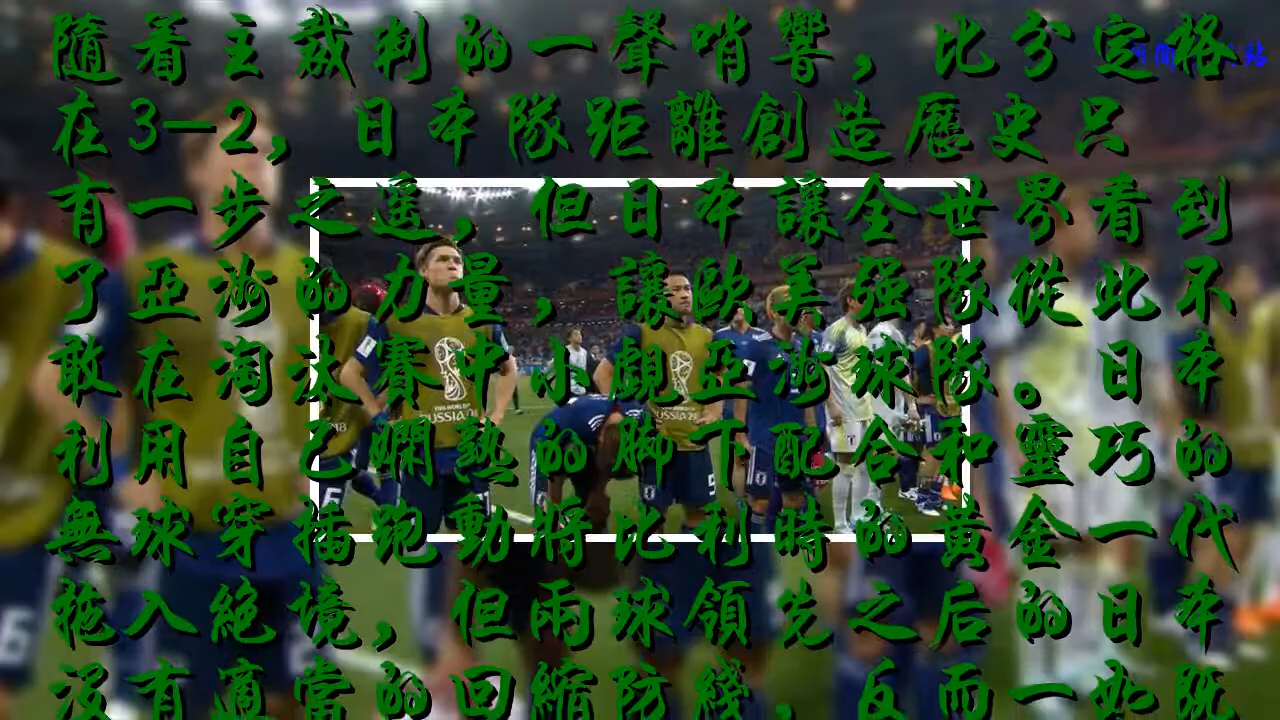 隨着主裁判的一聲哨響，比分定格
在3—2，日本隊距離創造歷史只
有一步之遥，但日本讓全世界看到
了亞洲的力量，讓歐美强隊從此不
敢在淘汰賽中小覷亞洲球隊。日本
利用自己嫻熟的脚下配合和靈巧的
無球穿插跑動將比利時的黃金一代
拖入絕境，但兩球領先之后的日本
没有適當的回縮防綫，反而一如既
RUSSIA